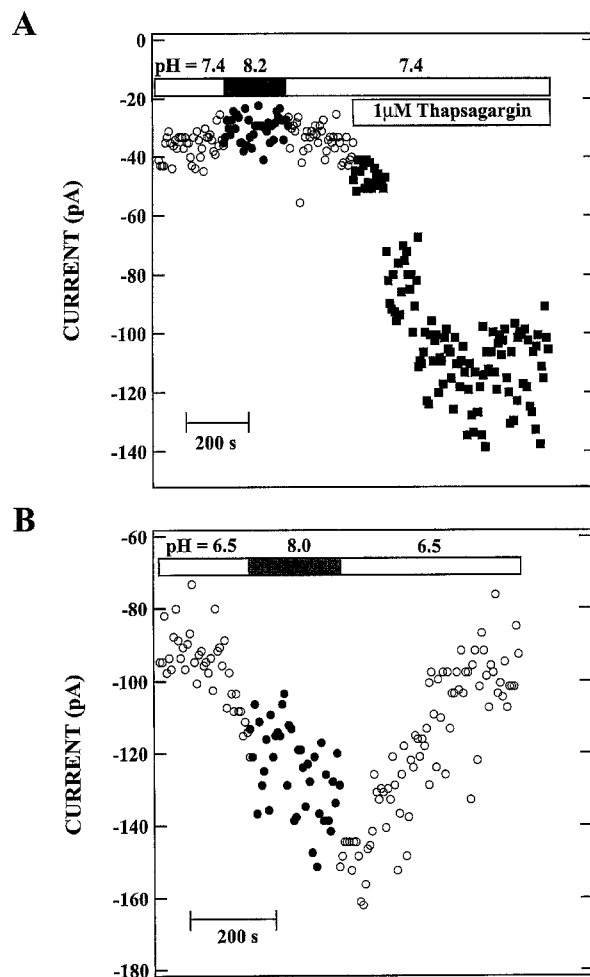 A
0
pH = 7.4 8.2 7.4
-20
1μM Thapsagargin
-40
-60
-80
-100
-120
-140
CURRENT (pA)
200 s
B
-60
pH = 6.5 8.0 6.5
-80
-100
-120
-140
-160
-180
CURRENT (pA)
200 s